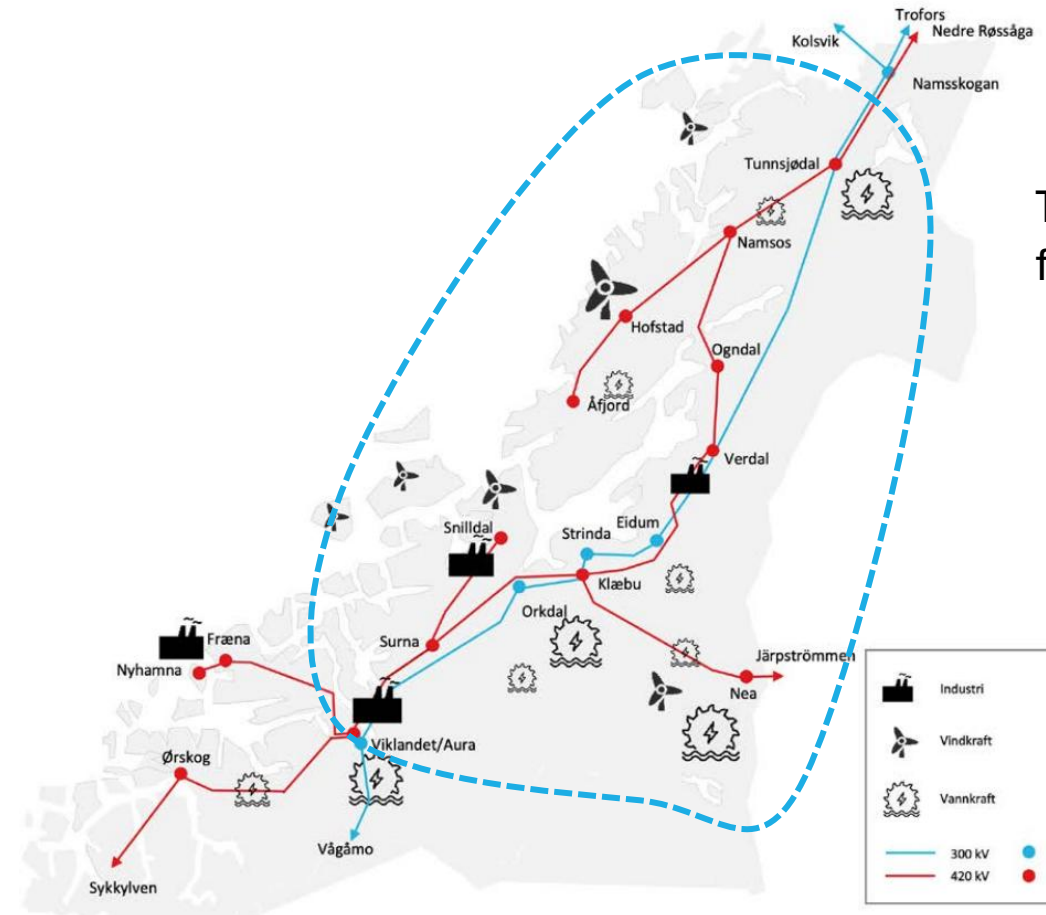 Trofors
Nedre Røssåga
Kolsvik
Namsskogan
Tunnsjødal
Namsos
Hofstad
Ogndal
Åfjord
Verdal
Eidum
Strinda
Snilldal
Klæbu
Orkdal
Surna
Fræna
Nyhamna
Järpströmmen
Nea
Viklandet/Aura
Ørskog
Vågåmo
Sykkylven
Industri
Vindkraft
Vannkraft
300 kV
420 kV